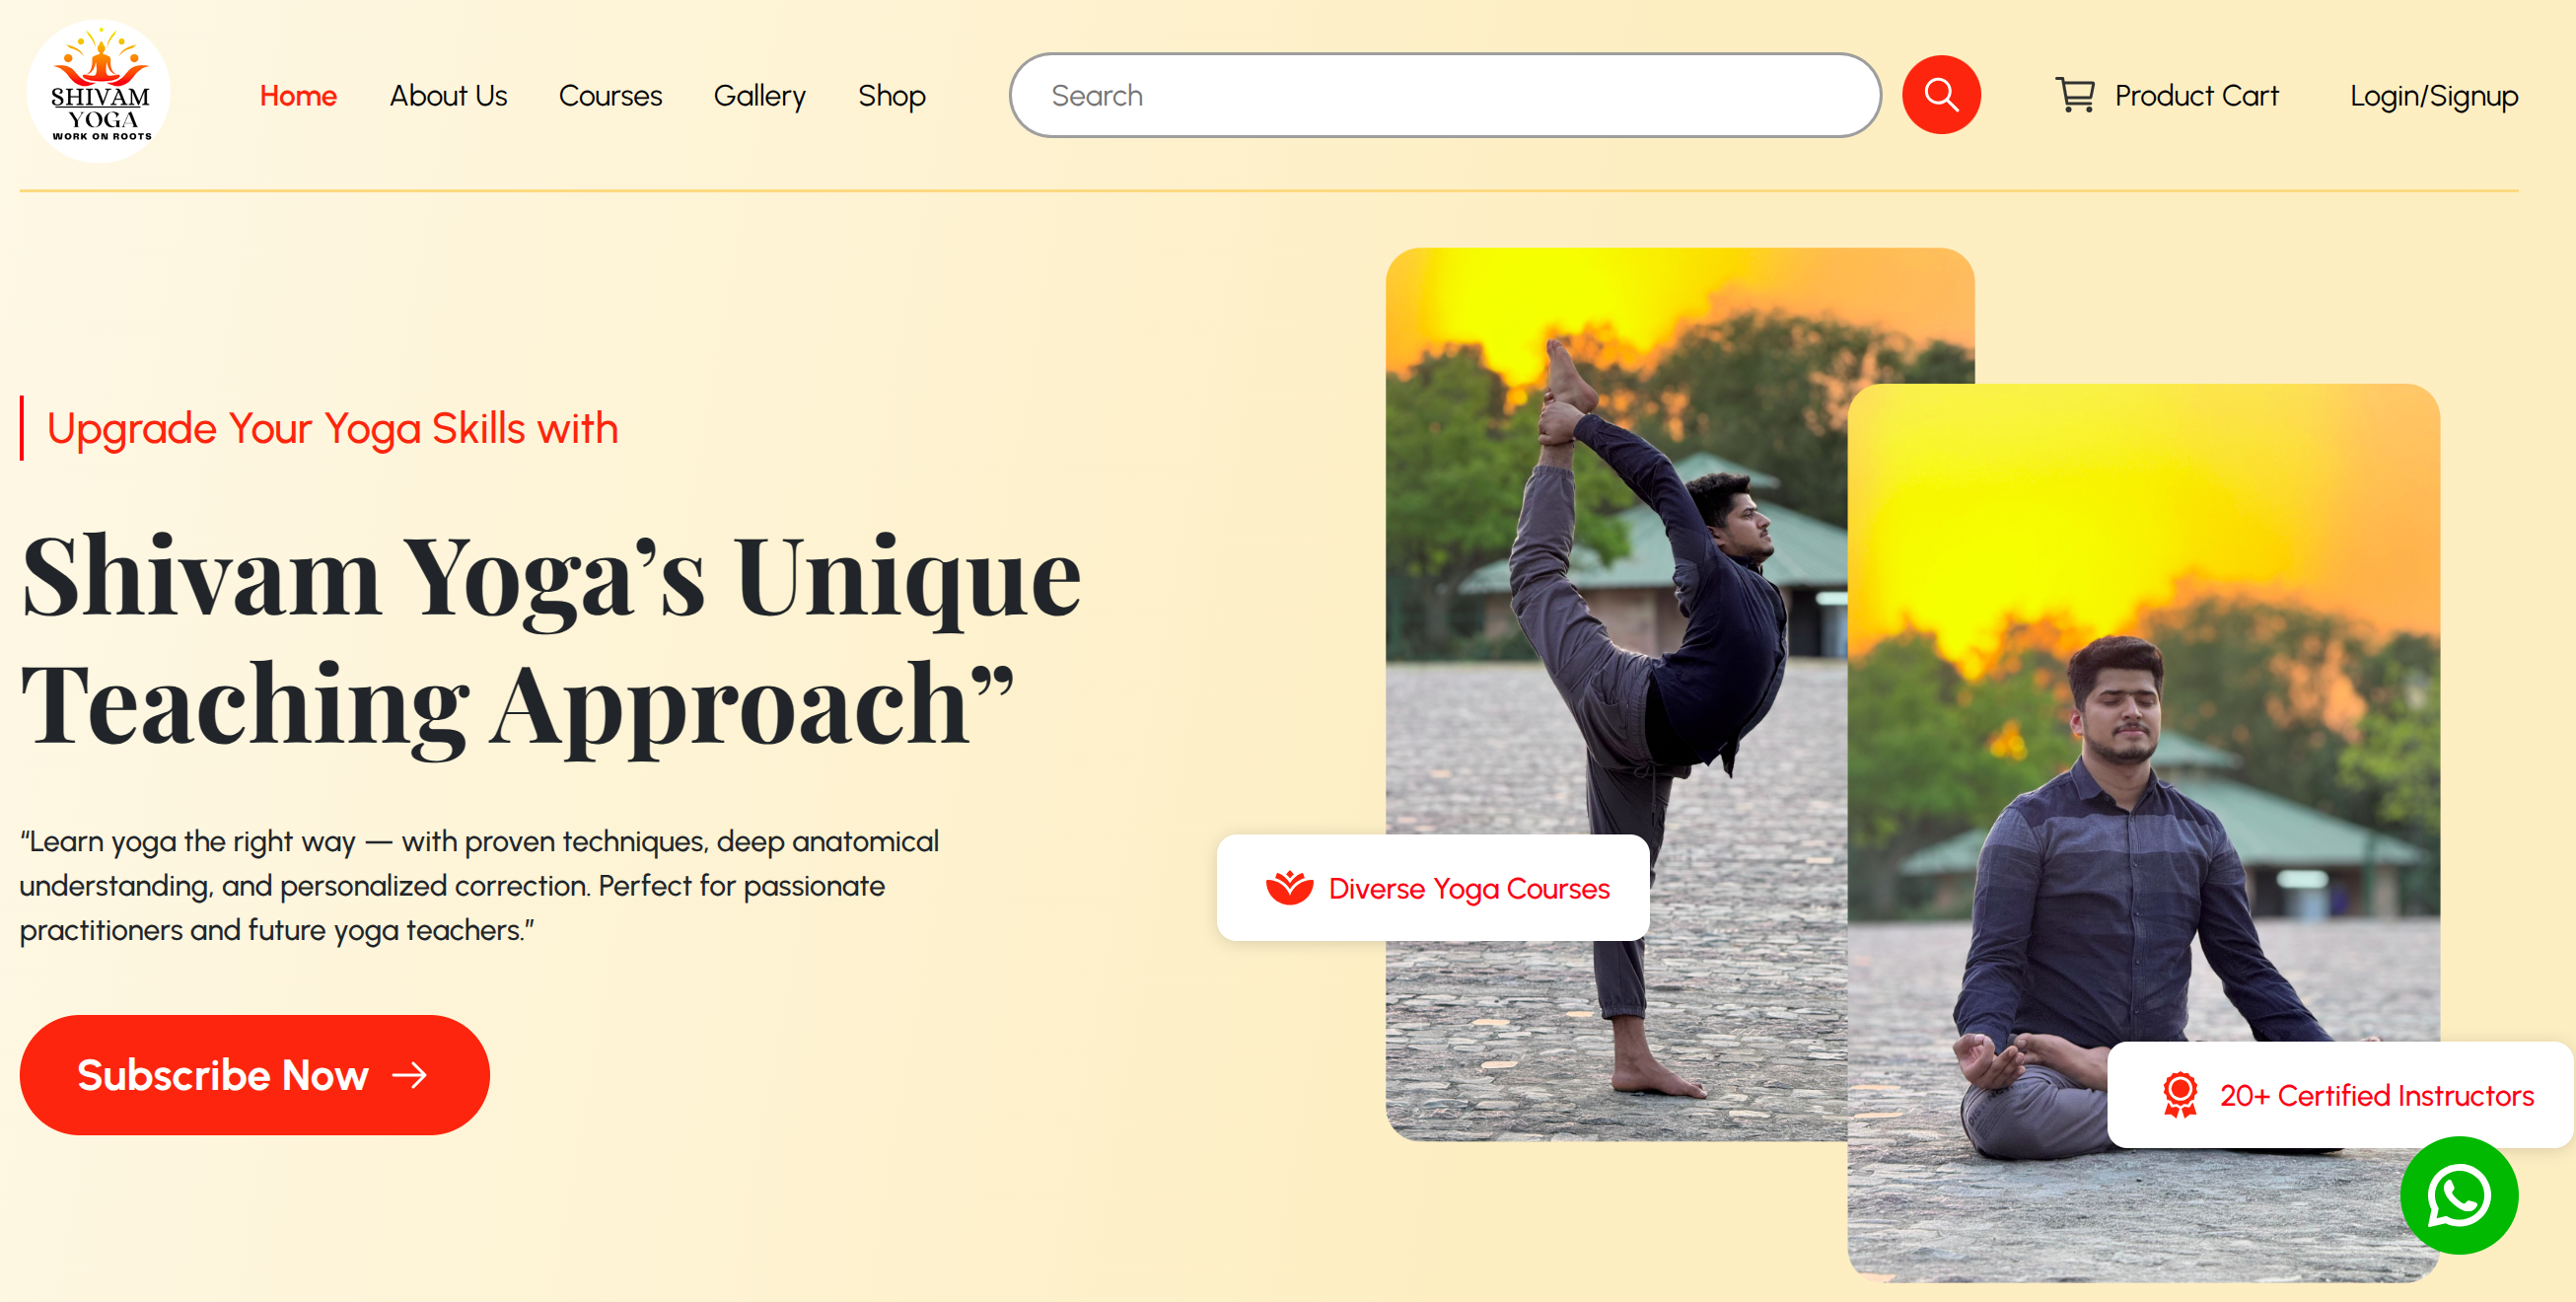 SHIVAM
YOGA
WORK ON ROOTS
Home
About Us
Courses
Gallery
Shop
Search
Product Cart
Login/Signup
Upgrade Your Yoga Skills with
Shivam Yoga’s Unique
Teaching Approach”
“Learn yoga the right way — with proven techniques, deep anatomical
understanding, and personalized correction. Perfect for passionate
practitioners and future yoga teachers.”
Subscribe Now
Diverse Yoga Courses
20+ Certified Instructors